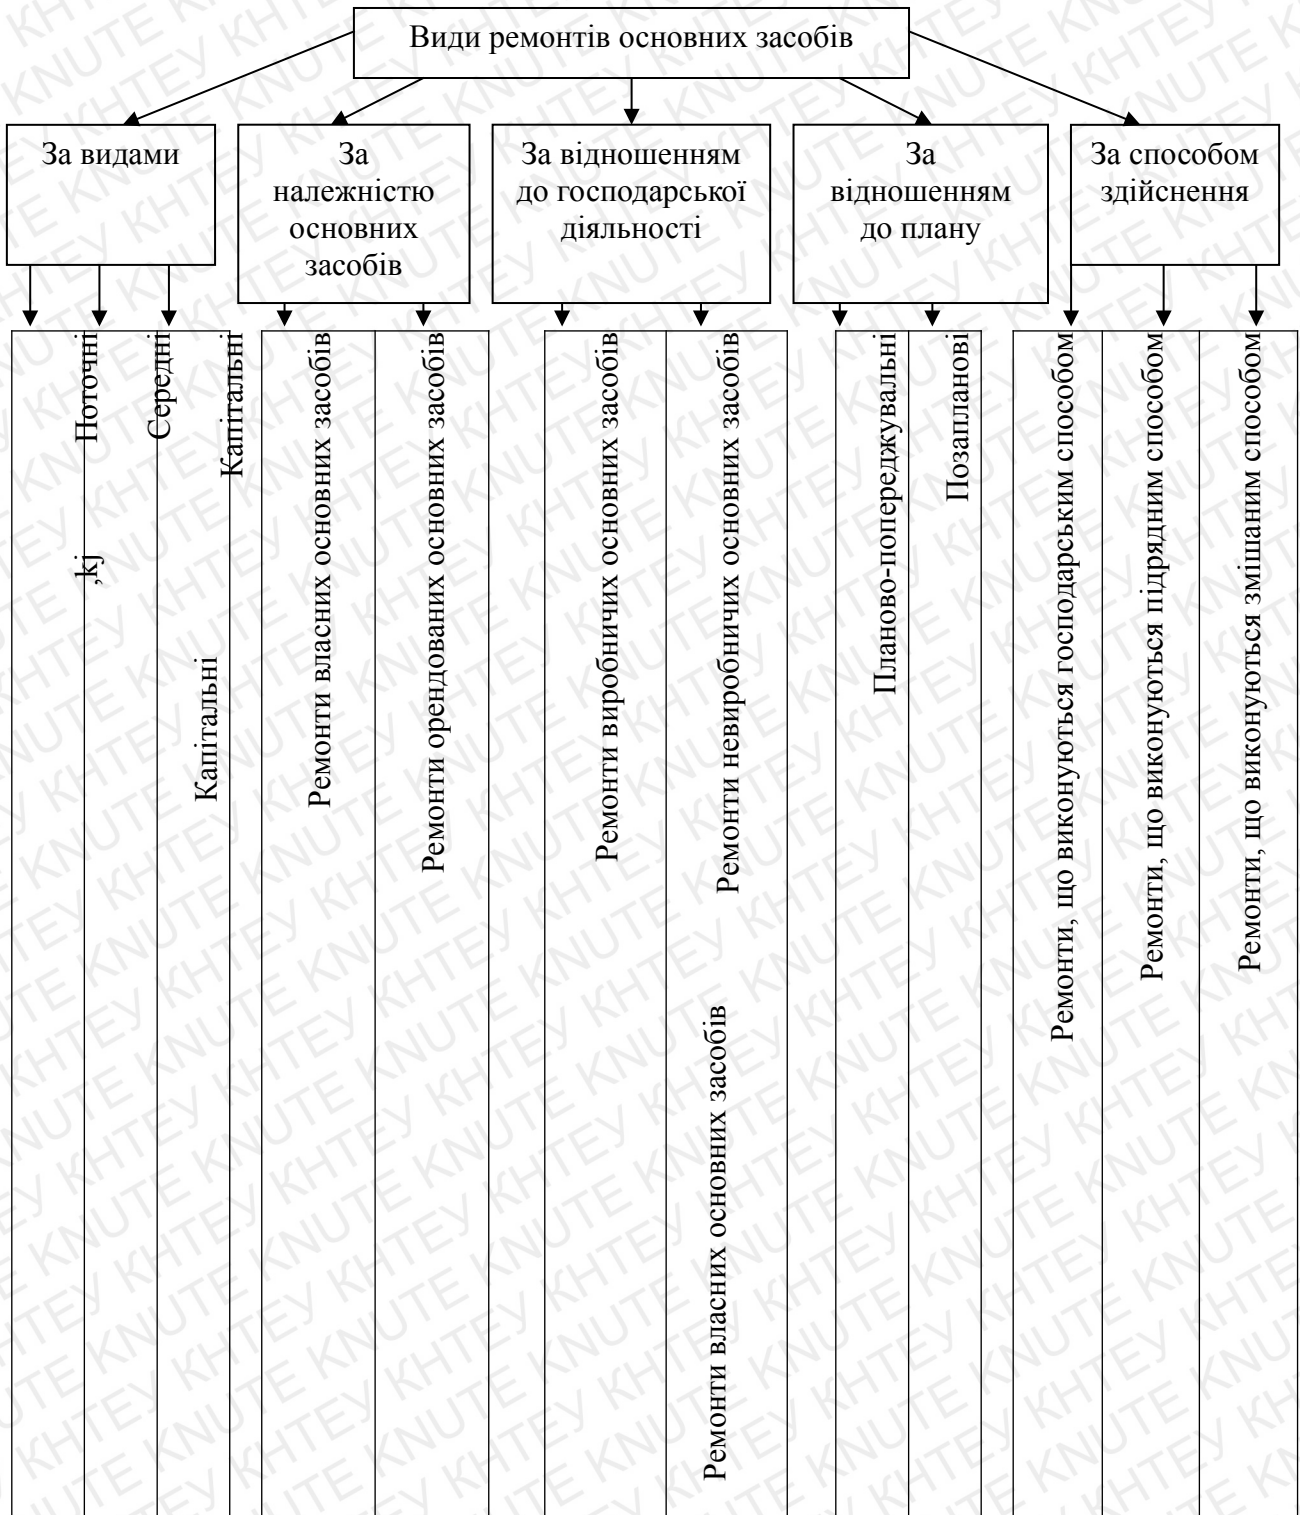 Види ремонтів основних засобів
За видами
За
належністю
основних
засобів
За відношенням
до господарської
діяльності
За
відношенням
до плану
За способом
здійснення
Поточні
,kj
Середні
Капітальні
Капітальні
Ремонти власних основних засобів
Ремонти орендованих основних засобів
Ремонти виробничих основних засобів
Ремонти невиробничих основних засобів
Ремонти власних основних засобів
Планово-попереджувальні
Позапланові
Ремонти, що виконуються господарським способом
Ремонти, що виконуються підрядним способом
Ремонти, що виконуються змішаним способом